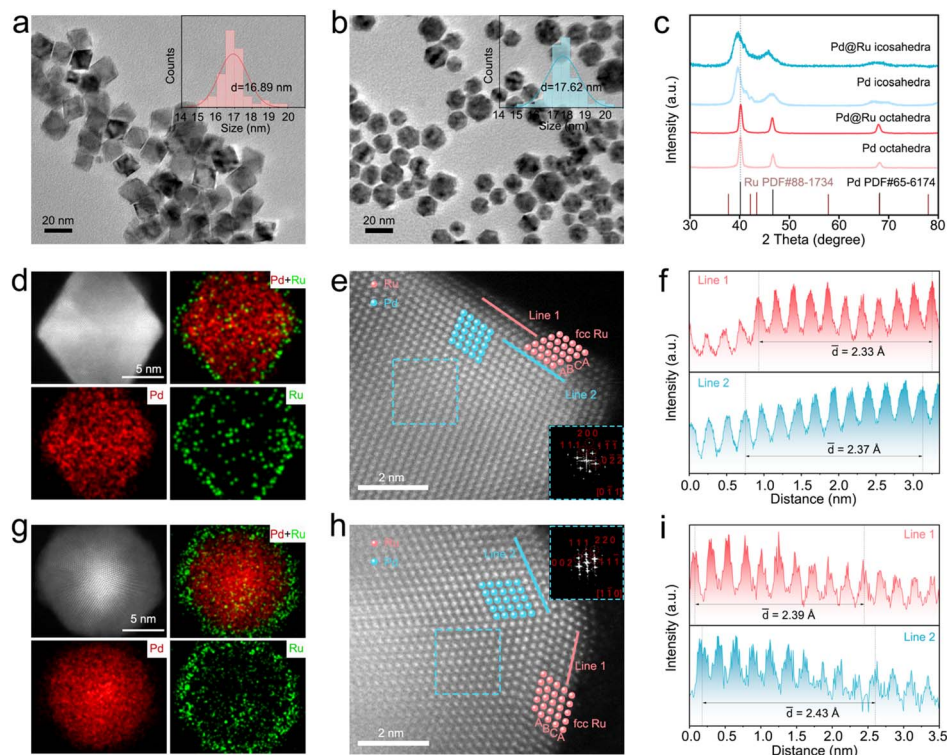 a
Counts
d=16.89 nm
14 15 16 17 18 19 20
Size (nm)
20 nm
b
Counts
d=17.62 nm
14 15 16 17 18 19 20
Size (nm)
20 nm
c
Intensity (a.u.)
Pd@Ru icosahedra
Pd icosahedra
Pd@Ru octahedra
Pd octahedra
Ru PDF#88-1734
Pd PDF#65-6174
30 40 50 60 70 80
2 Theta (degree)
d
5 nm
Pd+Ru
Pd
Ru
e
Ru
Pd
Line 1
fcc Ru
ABCA
Line 2
2 nm
200
f
Intensity (a.u.)
Line 1
d̅ = 2.33 Å
Line 2
d̅ = 2.37 Å
0.0 0.5 1.0 1.5 2.0 2.5 3.0
Distance (nm)
g
5 nm
Pd+Ru
Pd
Ru
h
Line 2
220
002
Line 1
fcc Ru
ABCA
2 nm
i
Intensity (a.u.)
Line 1
d̅ = 2.39 Å
Line 2
d̅ = 2.43 Å
0.0 0.5 1.0 1.5 2.0 2.5 3.0 3.5
Distance (nm)